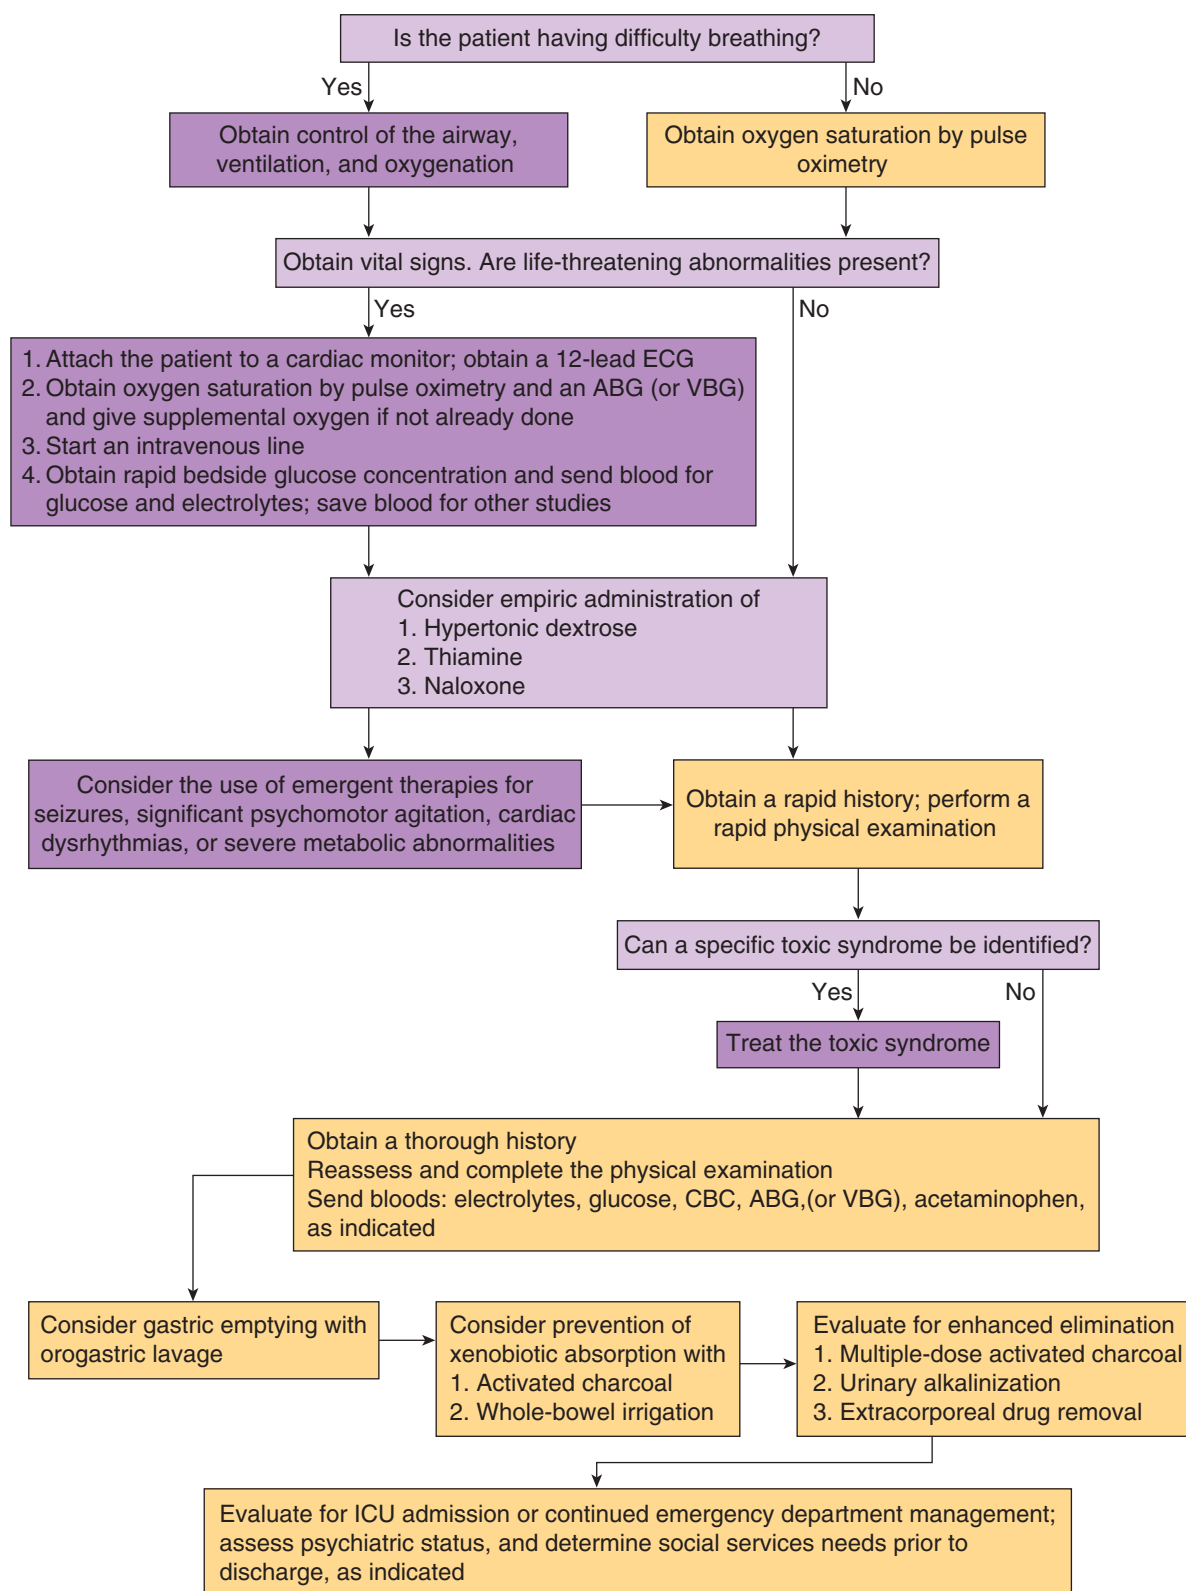 Is the patient having difficulty breathing?
Yes
No
Obtain control of the airway,
ventilation, and oxygenation
Obtain oxygen saturation by pulse
oximetry
Obtain vital signs. Are life-threatening abnormalities present?
Yes
No
1. Attach the patient to a cardiac monitor; obtain a 12-lead ECG
2. Obtain oxygen saturation by pulse oximetry and an ABG (or VBG)
and give supplemental oxygen if not already done
3. Start an intravenous line
4. Obtain rapid bedside glucose concentration and send blood for
glucose and electrolytes; save blood for other studies
Consider empiric administration of
1. Hypertonic dextrose
2. Thiamine
3. Naloxone
Consider the use of emergent therapies for
seizures, significant psychomotor agitation, cardiac
dysrhythmias, or severe metabolic abnormalities
Obtain a rapid history; perform a
rapid physical examination
Can a specific toxic syndrome be identified?
Yes
No
Treat the toxic syndrome
Obtain a thorough history
Reassess and complete the physical examination
Send bloods: electrolytes, glucose, CBC, ABG,(or VBG), acetaminophen,
as indicated
Consider gastric emptying with
orogastric lavage
Consider prevention of
xenobiotic absorption with
1. Activated charcoal
2. Whole-bowel irrigation
Evaluate for enhanced elimination
1. Multiple-dose activated charcoal
2. Urinary alkalinization
3. Extracorporeal drug removal
Evaluate for ICU admission or continued emergency department management;
assess psychiatric status, and determine social services needs prior to
discharge, as indicated